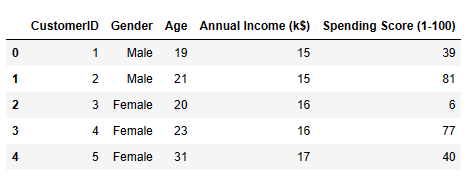 CustomerID Gender Age Annual Income (k$) Spending Score (1-100)
0 1 Male 19 15 39
1 2 Male 21 15 81
2 3 Female 20 16 6
3 4 Female 23 16 77
4 5 Female 31 17 40